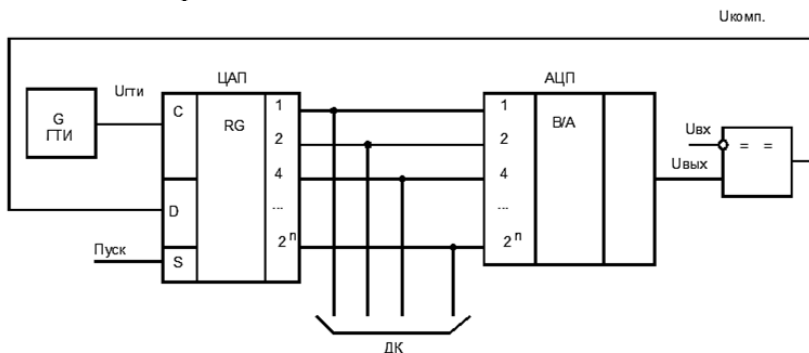 Uкомп.
ЦАП
АЦП
G
ГТИ
Uгти
C
RG
1
2
4
...
2ⁿ
D
S
Пуск
1
2
4
...
2ⁿ
B/A
Uвх
Uвых
= =
ДК